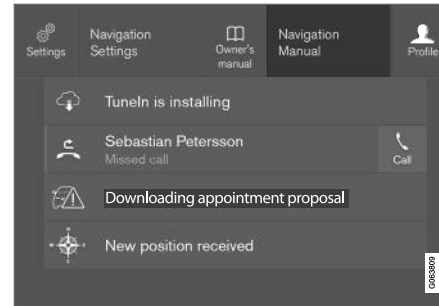 Settings
Navigation
Settings
Owner's
manual
Navigation
Manual
Profile
TuneIn is installing
Sebastian Petersson
Missed call
Call
Downloading appointment proposal
New position received
G063809